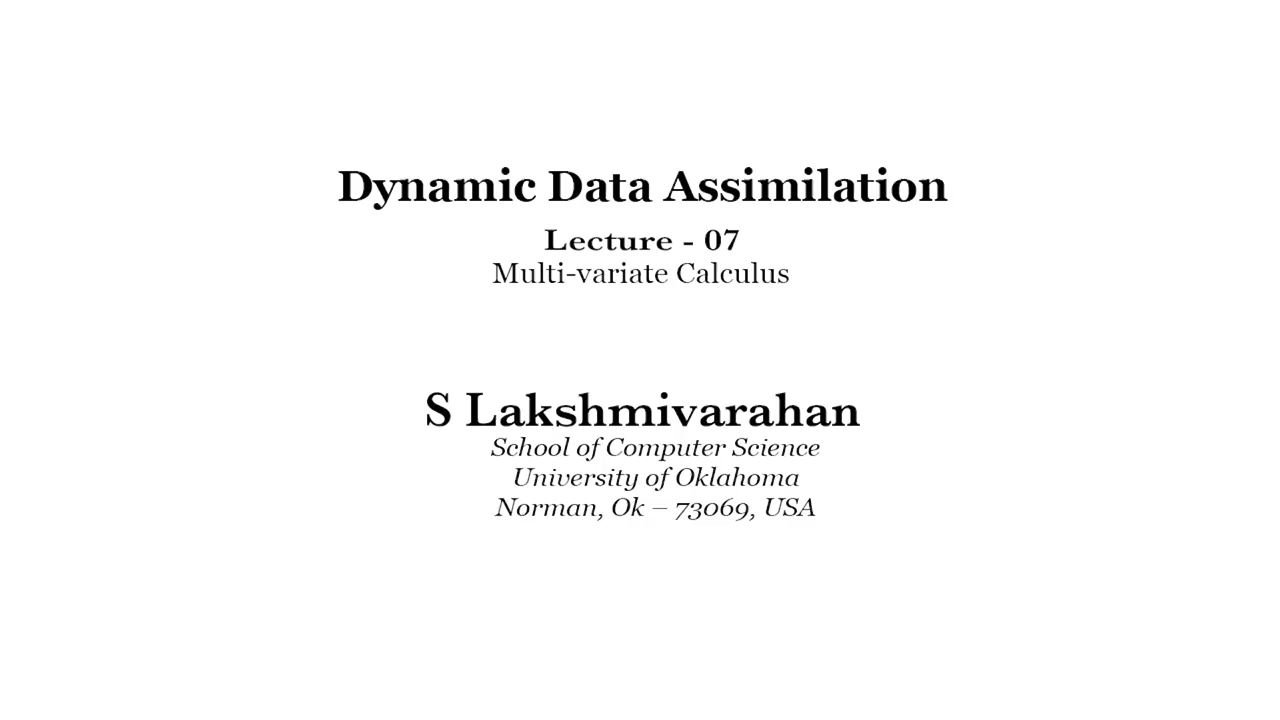 Dynamic Data Assimilation
Lecture - 07
Multi-variate Calculus
S Lakshmivarahan
School of Computer Science
University of Oklahoma
Norman, Ok – 73069, USA